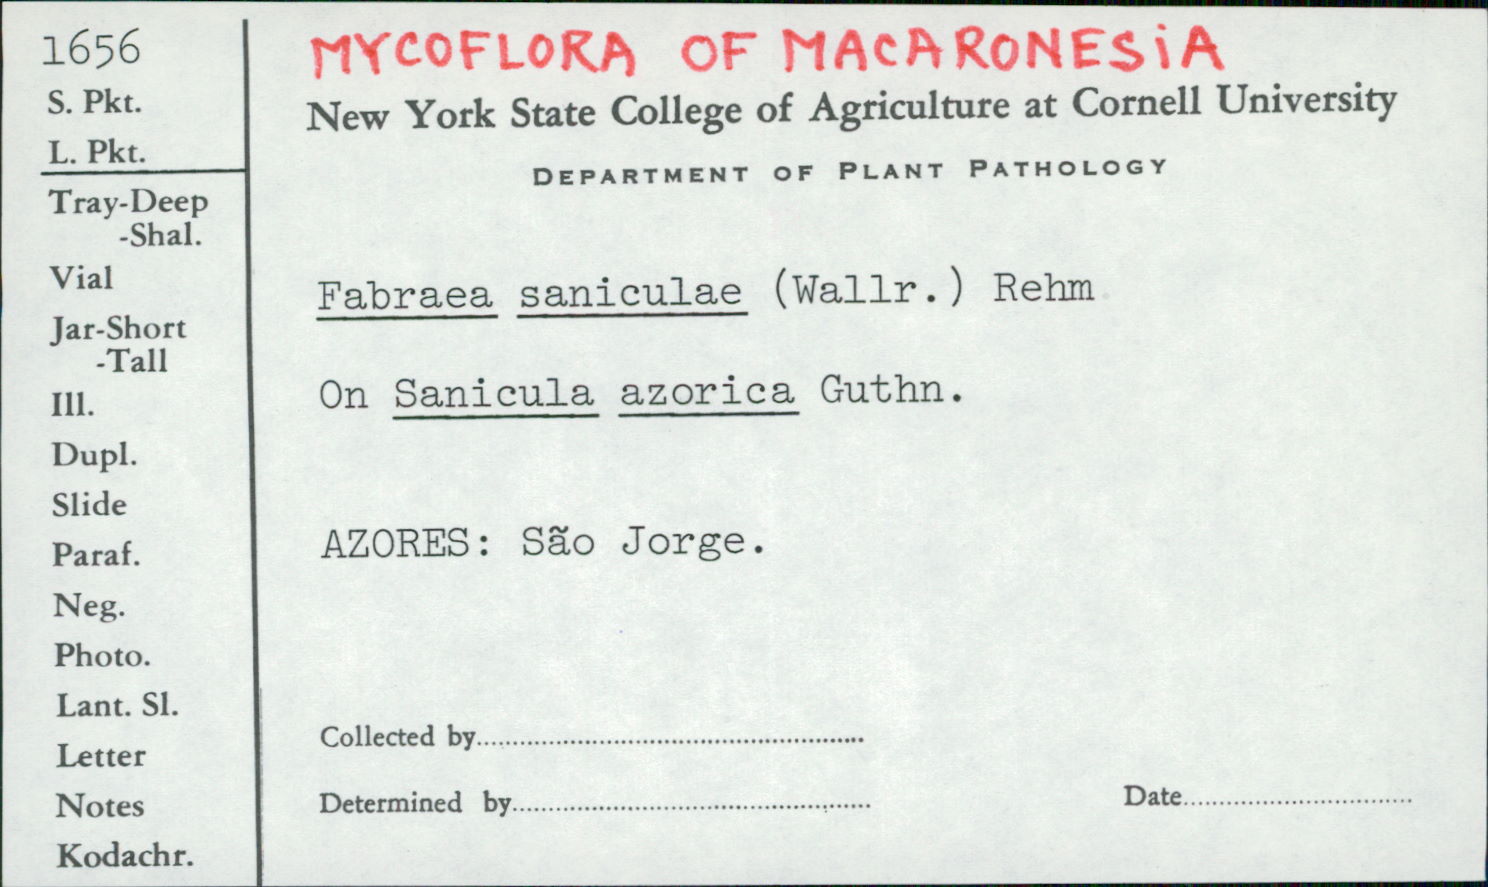 1656
S. Pkt.
L. Pkt.
Tray-Deep
-Shal.
Vial
Jar-Short
-Tall
Ill.
Dupl.
Slide
Paraf.
Neg.
Photo.
Lant. Sl.
Letter
Notes
Kodachr.
MYCOFLORA OF MACARONESiA
New York State College of Agriculture at Cornell University
DEPARTMENT OF PLANT PATHOLOGY
Fabraea saniculae (Wallr.) Rehm
On Sanicula azorica Guthn.
AZORES: São Jorge.
Collected by
Determined by
Date